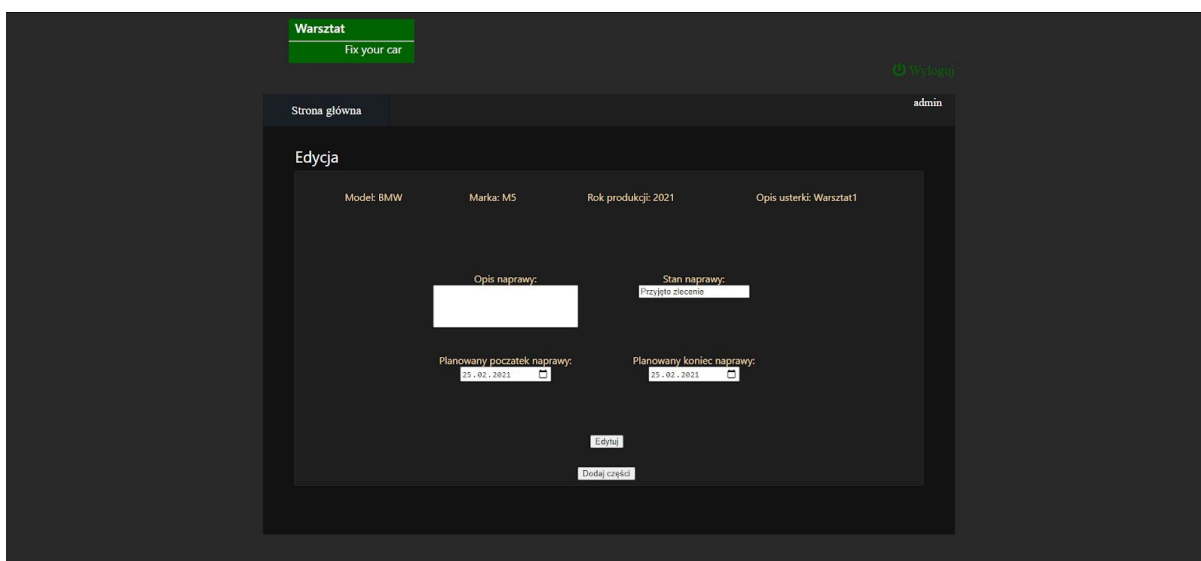 Warsztat
Fix your car
Wyloguj
Strona główna
admin
Edycja
Model: BMW Marka: M5 Rok produkcji: 2021 Opis usterki: Warsztat1
Opis naprawy: Stan naprawy:
Przyjęto zlecenie
Planowany poczatek naprawy: Planowany koniec naprawy:
25.02.2021 25.02.2021
Edytuj
Dodaj części